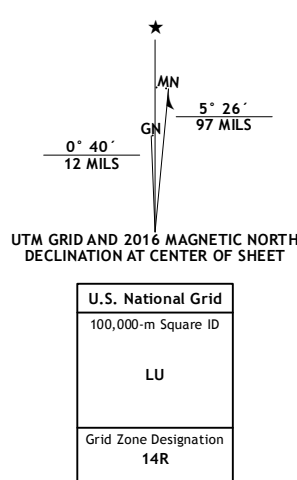 ★
MN
GN
5° 26´
97 MILS
0° 40´
12 MILS
UTM GRID AND 2016 MAGNETIC NORTH
DECLINATION AT CENTER OF SHEET
U.S. National Grid
100,000-m Square ID
LU
Grid Zone Designation
14R